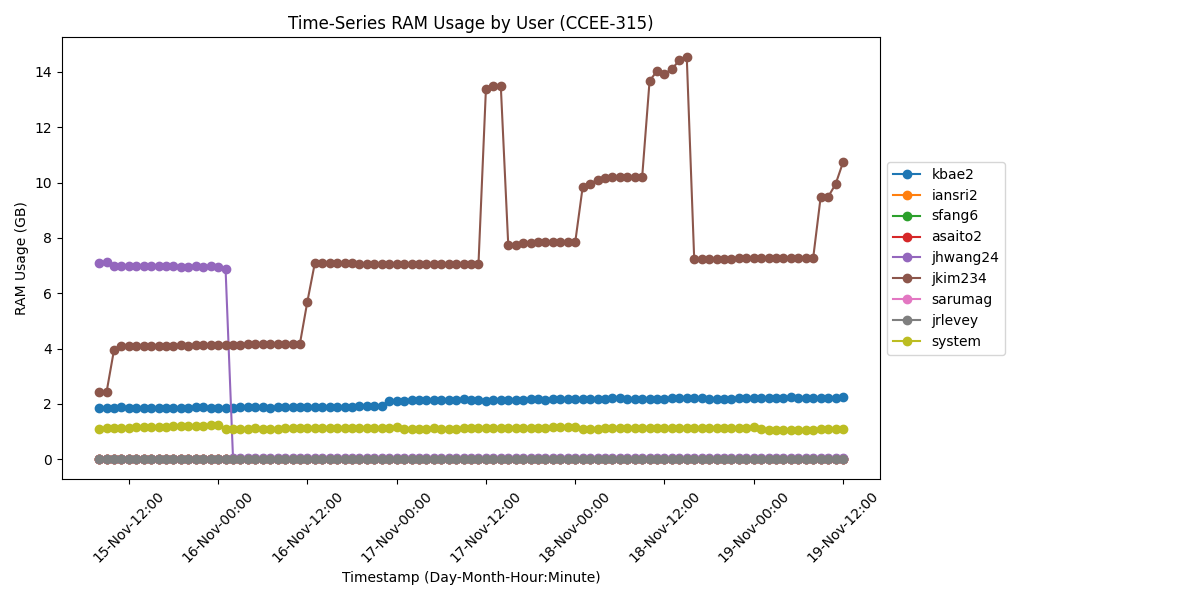 Time-Series RAM Usage by User (CCEE-315)
RAM Usage (GB)
14
12
10
8
6
4
2
0
15-Nov-12:00
16-Nov-00:00
16-Nov-12:00
17-Nov-00:00
17-Nov-12:00
18-Nov-00:00
18-Nov-12:00
19-Nov-00:00
19-Nov-12:00
Timestamp (Day-Month-Hour:Minute)
kbae2
iansri2
sfang6
asaito2
jhwang24
jkim234
sarumag
jrlevey
system